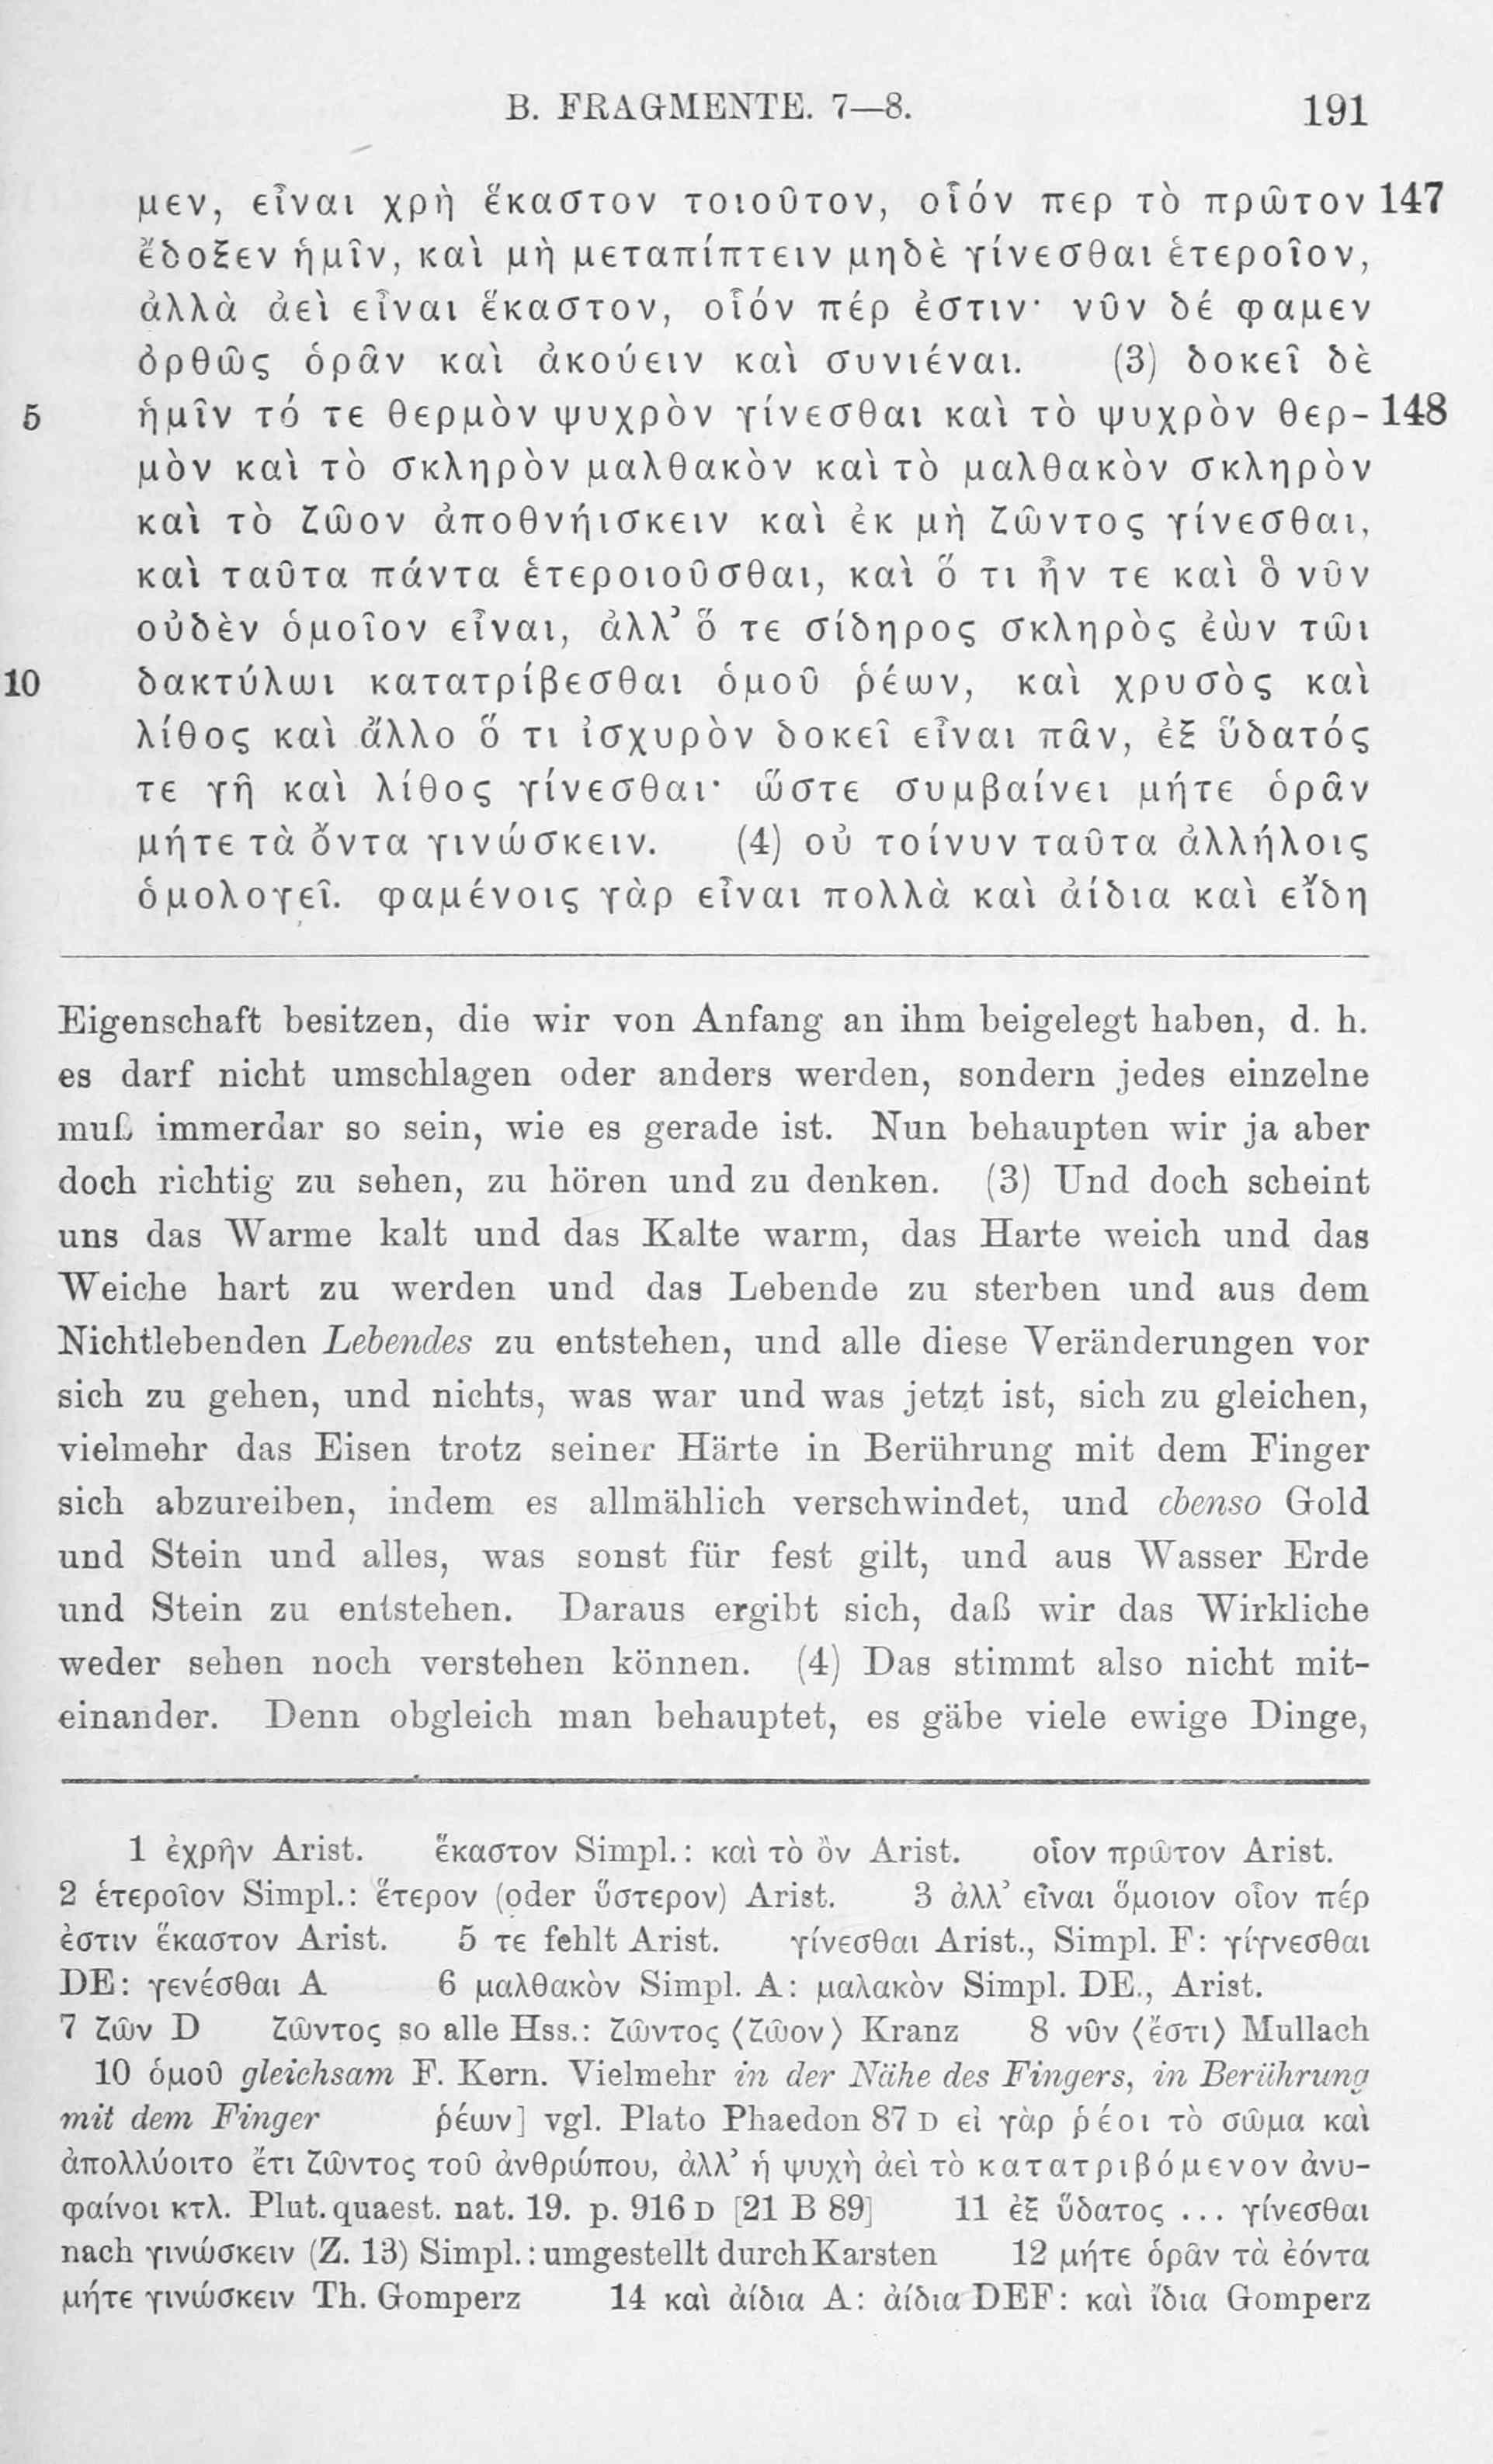 B. FRAGMENTE. 7—8. 191
μεν, εἶναι χρὴ ἕκαστον τοιοῦτον, οἷόν περ τὸ πρῶτον 147
ἔδοξεν ἡμῖν, καὶ μὴ μεταπίπτειν μηδὲ γίνεσθαι ἑτεροῖον,
ἀλλὰ ἀεὶ εἶναι ἕκαστον, οἷόν πέρ ἐστιν· νῦν δέ φαμεν
ὀρθῶς ὁρᾶν καὶ ἀκούειν καὶ συνιέναι. (3) δοκεῖ δὲ
5 ἡμῖν τό τε θερμὸν ψυχρὸν γίνεσθαι καὶ τὸ ψυχρὸν θερ- 148
μὸν καὶ τὸ σκληρὸν μαλθακὸν καὶ τὸ μαλθακὸν σκληρὸν
καὶ τὸ ζῶον ἀποθνήισκειν καὶ ἐκ μὴ ζῶντος γίνεσθαι,
καὶ ταῦτα πάντα ἑτεροιοῦσθαι, καὶ ὅ τι ἦν τε καὶ ὃ νῦν
οὐδὲν ὁμοῖον εἶναι, ἀλλ' ὅ τε σίδηρος σκληρὸς ἐὼν τῶι
10 δακτύλωι κατατρίβεσθαι ὁμοῦ ῥέων, καὶ χρυσὸς καὶ
λίθος καὶ ἄλλο ὅ τι ἰσχυρὸν δοκεῖ εἶναι πᾶν, ἐξ ὕδατός
τε γῆ καὶ λίθος γίνεσθαι· ὥστε συμβαίνει μήτε ὁρᾶν
μήτε τὰ ὄντα γινώσκειν. (4) οὐ τοίνυν ταῦτα ἀλλήλοις
ὁμολογεῖ. φαμένοις γὰρ εἶναι πολλὰ καὶ ἀίδια καὶ εἴδη
Eigenschaft besitzen, die wir von Anfang an ihm beigelegt haben, d. h.
es darf nicht umschlagen oder anders werden, sondern jedes einzelne
muß immerdar so sein, wie es gerade ist. Nun behaupten wir ja aber
doch richtig zu sehen, zu hören und zu denken. (3) Und doch scheint
uns das Warme kalt und das Kalte warm, das Harte weich und das
Weiche hart zu werden und das Lebende zu sterben und aus dem
Nichtlebenden Lebendes zu entstehen, und alle diese Veränderungen vor
sich zu gehen, und nichts, was war und was jetzt ist, sich zu gleichen,
vielmehr das Eisen trotz seiner Härte in Berührung mit dem Finger
sich abzureiben, indem es allmählich verschwindet, und ebenso Gold
und Stein und alles, was sonst für fest gilt, und aus Wasser Erde
und Stein zu entstehen. Daraus ergibt sich, daß wir das Wirkliche
weder sehen noch verstehen können. (4) Das stimmt also nicht mit-
einander. Denn obgleich man behauptet, es gäbe viele ewige Dinge,
1 ἐχρῆν Arist. ἕκαστον Simpl.: καὶ τὸ ὂν Arist. οἷον πρῶτον Arist.
2 ἑτεροῖον Simpl.: ἕτερον (oder ὕστερον) Arist. 3 ἀλλ' εἶναι ὅμοιον οἷον πέρ
ἐστιν ἕκαστον Arist. 5 τε fehlt Arist. γίνεσθαι Arist., Simpl. F: γίγνεσθαι
DE: γενέσθαι A 6 μαλθακὸν Simpl. A: μαλακὸν Simpl. DE., Arist.
7 ζῶν D ζῶντος so alle Hss.: ζῶντος ⟨ζῶον⟩ Kranz 8 νῦν ⟨ἔστι⟩ Mullach
10 ὁμοῦ gleichsam F. Kern. Vielmehr in der Nähe des Fingers, in Berührung
mit dem Finger ῥέων] vgl. Plato Phaedon 87 D εἰ γὰρ ῥέοι τὸ σῶμα καὶ
ἀπολλύοιτο ἔτι ζῶντος τοῦ ἀνθρώπου, ἀλλ' ἡ ψυχὴ ἀεὶ τὸ κατατριβόμενον ἀνυ-
φαίνοι κτλ. Plut. quaest. nat. 19. p. 916 D [21 B 89] 11 ἐξ ὕδατος ... γίνεσθαι
nach γινώσκειν (Z. 13) Simpl.: umgestellt durch Karsten 12 μήτε ὁρᾶν τὰ ἐόντα
μήτε γινώσκειν Th. Gomperz 14 καὶ ἀίδια A: ἀίδια DEF: καὶ ἴδια Gomperz